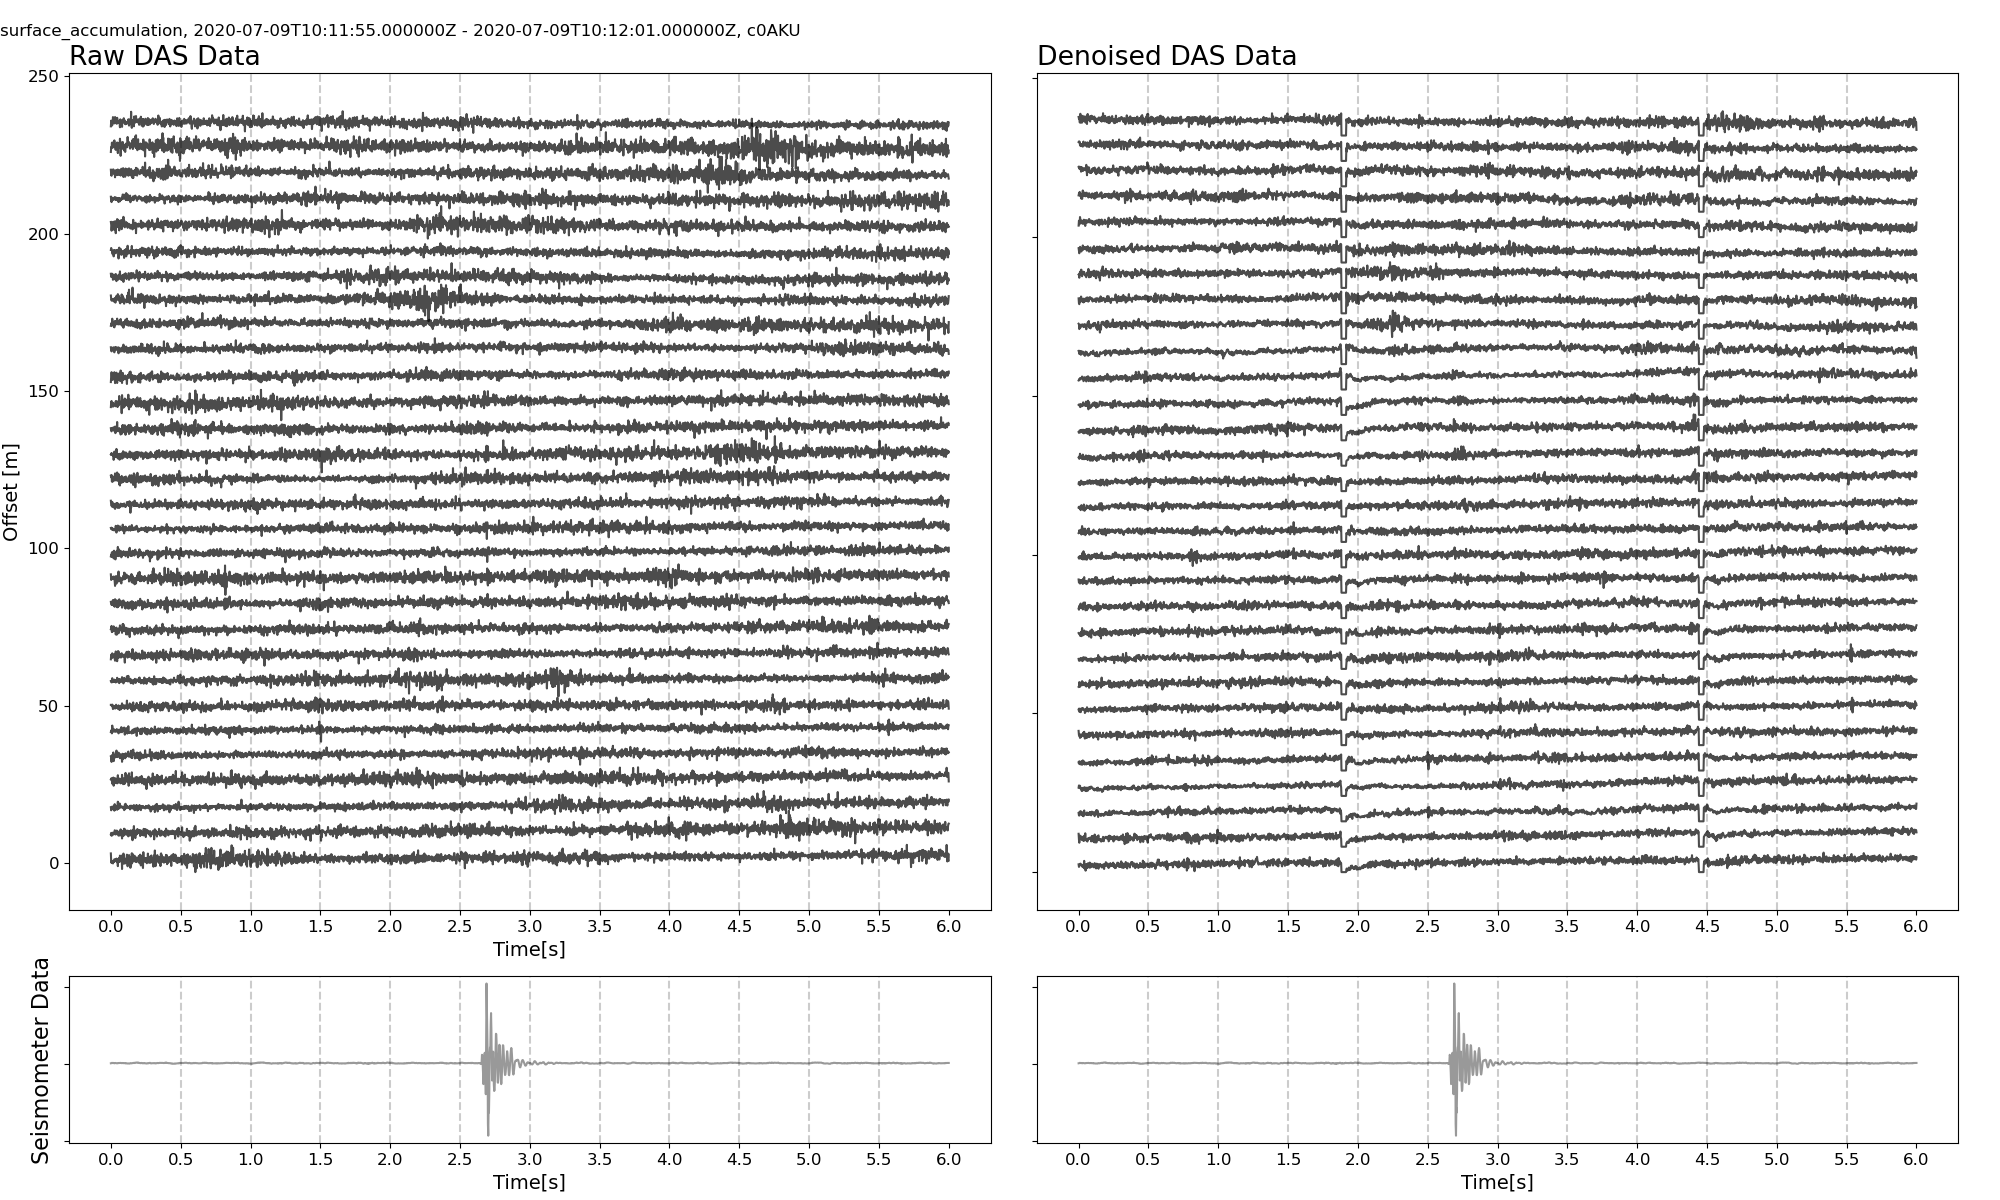 surface_accumulation, 2020-07-09T10:11:55.000000Z - 2020-07-09T10:12:01.000000Z, c0AKU
Raw DAS Data
Denoised DAS Data
Offset [m]
250
200
150
100
50
0
0.0 0.5 1.0 1.5 2.0 2.5 3.0 3.5 4.0 4.5 5.0 5.5 6.0
Time[s]
0.0 0.5 1.0 1.5 2.0 2.5 3.0 3.5 4.0 4.5 5.0 5.5 6.0
Seismometer Data
0.0 0.5 1.0 1.5 2.0 2.5 3.0 3.5 4.0 4.5 5.0 5.5 6.0
Time[s]
0.0 0.5 1.0 1.5 2.0 2.5 3.0 3.5 4.0 4.5 5.0 5.5 6.0
Time[s]